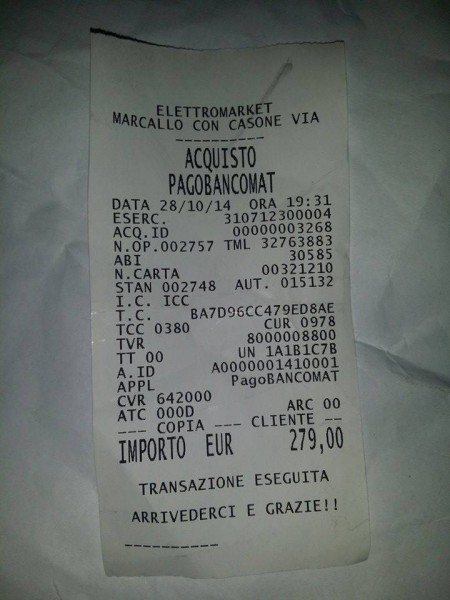 ELETTROMARKET
MARCALLO CON CASONE VIA
----------
ACQUISTO
PAGOBANCOMAT
DATA 28/10/14 ORA 19:31
ESERC. 310712300004
ACQ.ID 00000003268
N.OP.002757 TML 32763883
ABI 30585
N.CARTA 00321210
STAN 002748 AUT. 015132
I.C. ICC
T.C. BA7D96CC479ED8AE
TCC 0380 CUR 0978
TVR 8000008800
TT 00 UN 1A1B1C7B
A.ID A0000001410001
APPL PagoBANCOMAT
CVR 642000
ATC 000D ARC 00
--- COPIA --- CLIENTE --
IMPORTO EUR 279,00
TRANSAZIONE ESEGUITA
ARRIVEDERCI E GRAZIE!!
----------